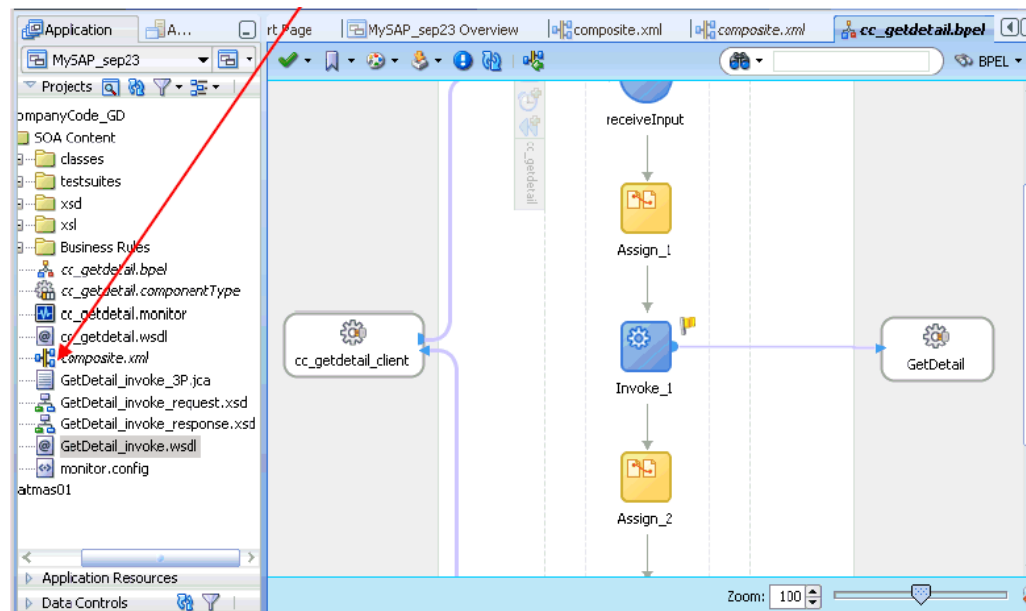 Application
A...
rt Page
MySAP_sep23 Overview
composite.xml
composite.xml
cc_getdetail.bpel
MySAP_sep23
BPEL
Projects
ompanyCode_GD
SOA Content
classes
testsuites
xsd
xsl
Business Rules
cc_getdetail.bpel
cc_getdetail.componentType
cc_getdetail.monitor
cc_getdetail.wsdl
composite.xml
GetDetail_invoke_3P.jca
GetDetail_invoke_request.xsd
GetDetail_invoke_response.xsd
GetDetail_invoke.wsdl
monitor.config
atmas01
Application Resources
Data Controls
cc_getdetail
receiveInput
Assign_1
cc_getdetail_client
Invoke_1
GetDetail
Assign_2
Zoom: 100